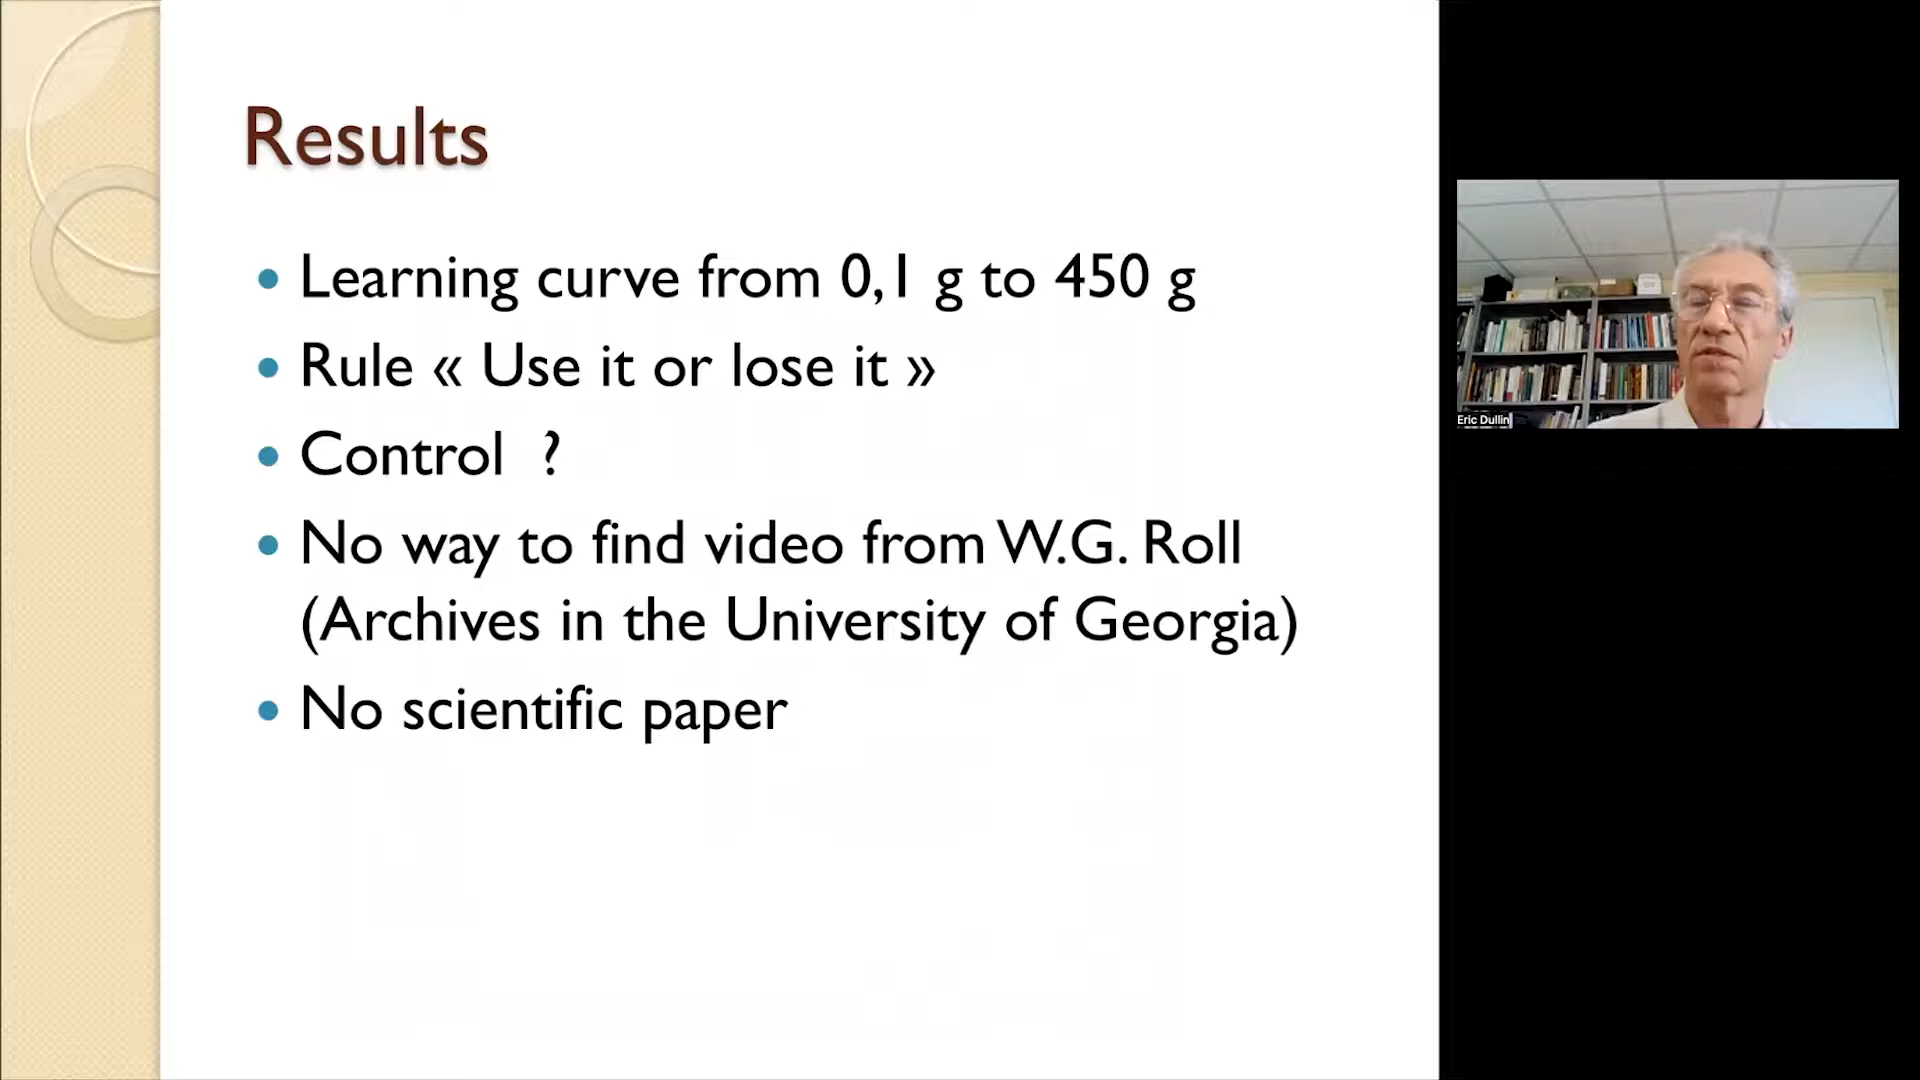 Results
• Learning curve from 0,1 g to 450 g
• Rule « Use it or lose it »
• Control ?
• No way to find video from W.G. Roll
(Archives in the University of Georgia)
• No scientific paper
Eric Dullin